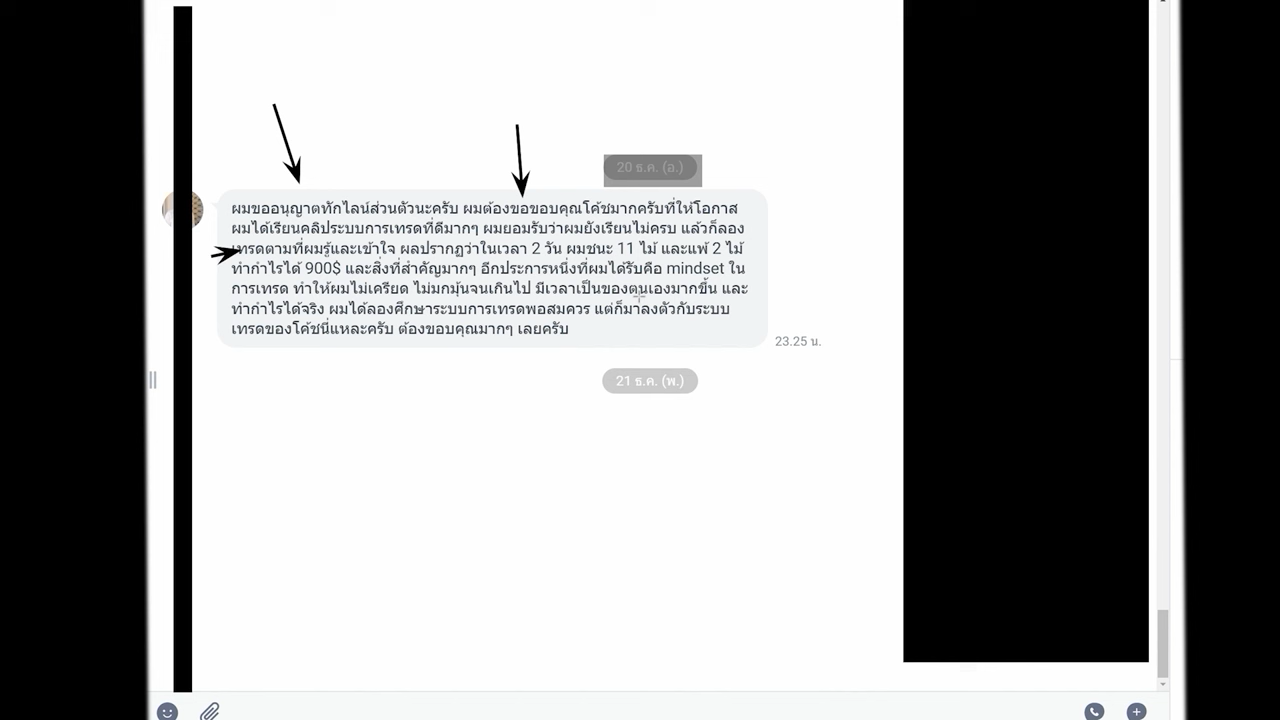 20 ธ.ค. (อ.)
ผมขออนุญาตทักไลน์ส่วนตัวนะครับ ผมต้องขอขอบคุณโค้ชมากครับที่ให้โอกาส
ผมได้เรียนคลิประบบการเทรดที่ดีมากๆ ผมยอมรับว่าผมยังเรียนไม่ครบ แล้วก็ลอง
เทรดตามที่ผมรู้และเข้าใจ ผลปรากฏว่าในเวลา 2 วัน ผมชนะ 11 ไม้ และแพ้ 2 ไม้
ทำกำไรได้ 900$ และสิ่งที่สำคัญมากๆ อีกประการหนึ่งที่ผมได้รับคือ mindset ใน
การเทรด ทำให้ผมไม่เครียด ไม่มกมุ้นจนเกินไป มีเวลาเป็นของตนเองมากขึ้น และ
ทำกำไรได้จริง ผมได้ลองศึกษาระบบการเทรดพอสมควร แต่ก็มาลงตัวกับระบบ
เทรดของโค้ชนี่แหละครับ ต้องขอบคุณมากๆ เลยครับ
23.25 น.
21 ธ.ค. (พ.)